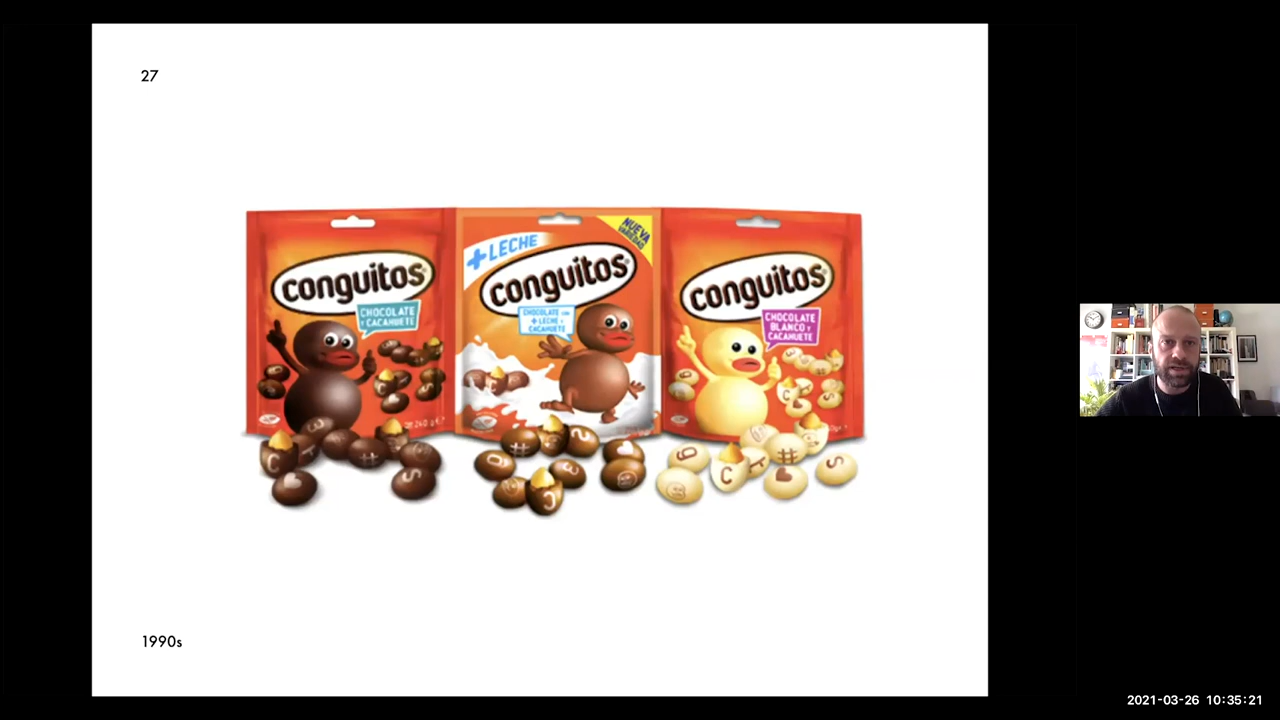 27
+ LECHE
NUEVA
VARIEDAD
conguitos®
CHOCOLATE
Y CACAHUETE
conguitos®
CHOCOLATE CON
+ LECHE Y
CACAHUETE
conguitos®
CHOCOLATE
BLANCO Y
CACAHUETE
240 g e
1990s
2021-03-26 10:35:21